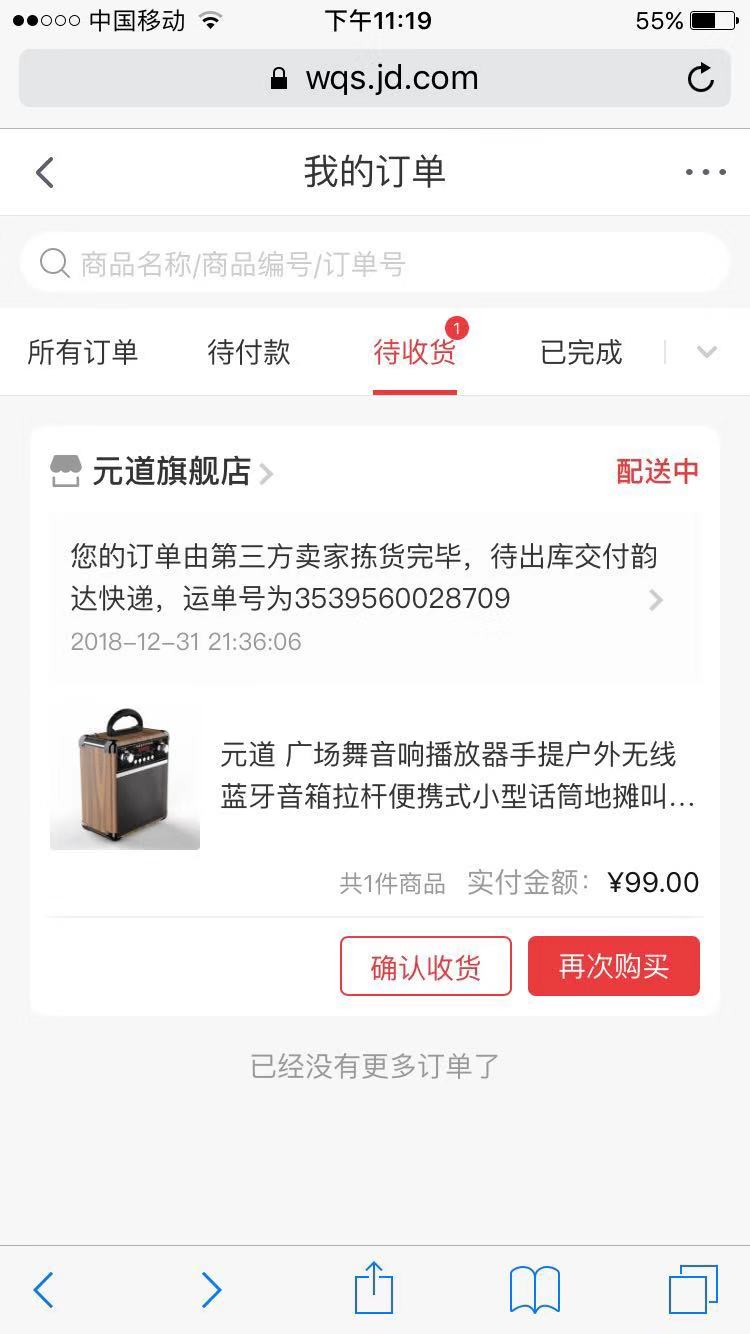 中国移动 下午11:19 55%
wqs.jd.com
我的订单
商品名称/商品编号/订单号
所有订单 待付款 待收货 1 已完成
元道旗舰店 配送中
您的订单由第三方卖家拣货完毕，待出库交付韵
达快递，运单号为3539560028709
2018-12-31 21:36:06
元道 广场舞音响播放器手提户外无线
蓝牙音箱拉杆便携式小型话筒地摊叫...
共1件商品 实付金额：¥99.00
确认收货 再次购买
已经没有更多订单了